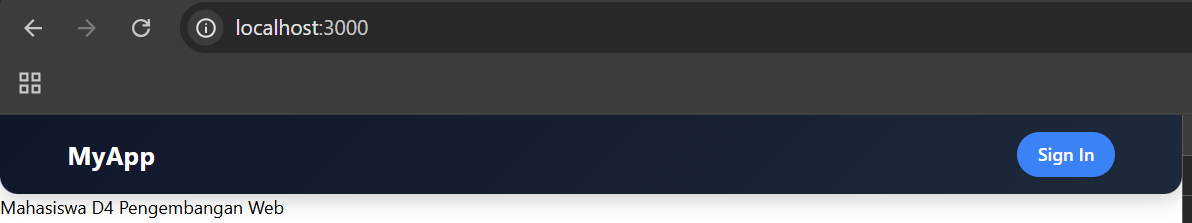 localhost:3000
MyApp
Sign In
Mahasiswa D4 Pengembangan Web